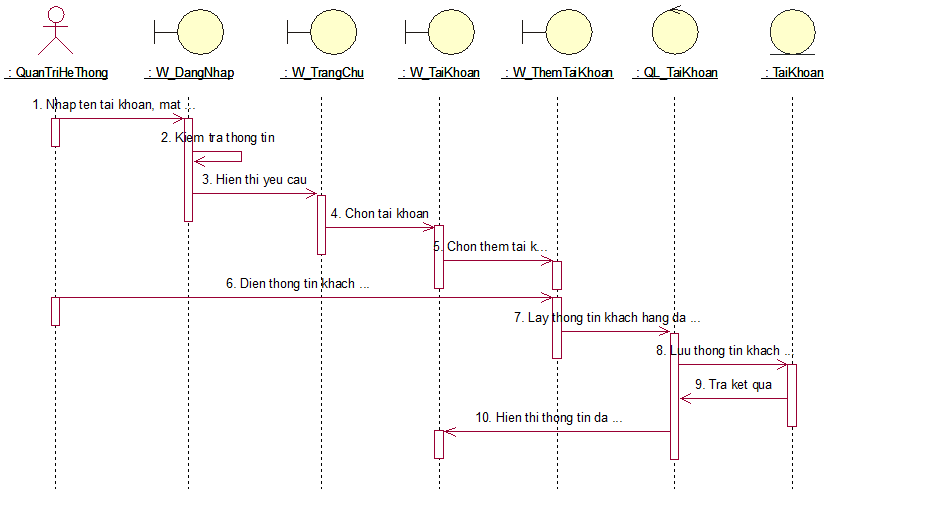 : QuanTriHeThong
: W_DangNhap
: W_TrangChu
: W_TaiKhoan
: W_ThemTaiKhoan
: QL_TaiKhoan
: TaiKhoan
1. Nhap ten tai khoan, mat ...
2. Kiem tra thong tin
3. Hien thi yeu cau
4. Chon tai khoan
5. Chon them tai k...
6. Dien thong tin khach ...
7. Lay thong tin khach hang da ...
8. Luu thong tin khach ...
9. Tra ket qua
10. Hien thi thong tin da ...